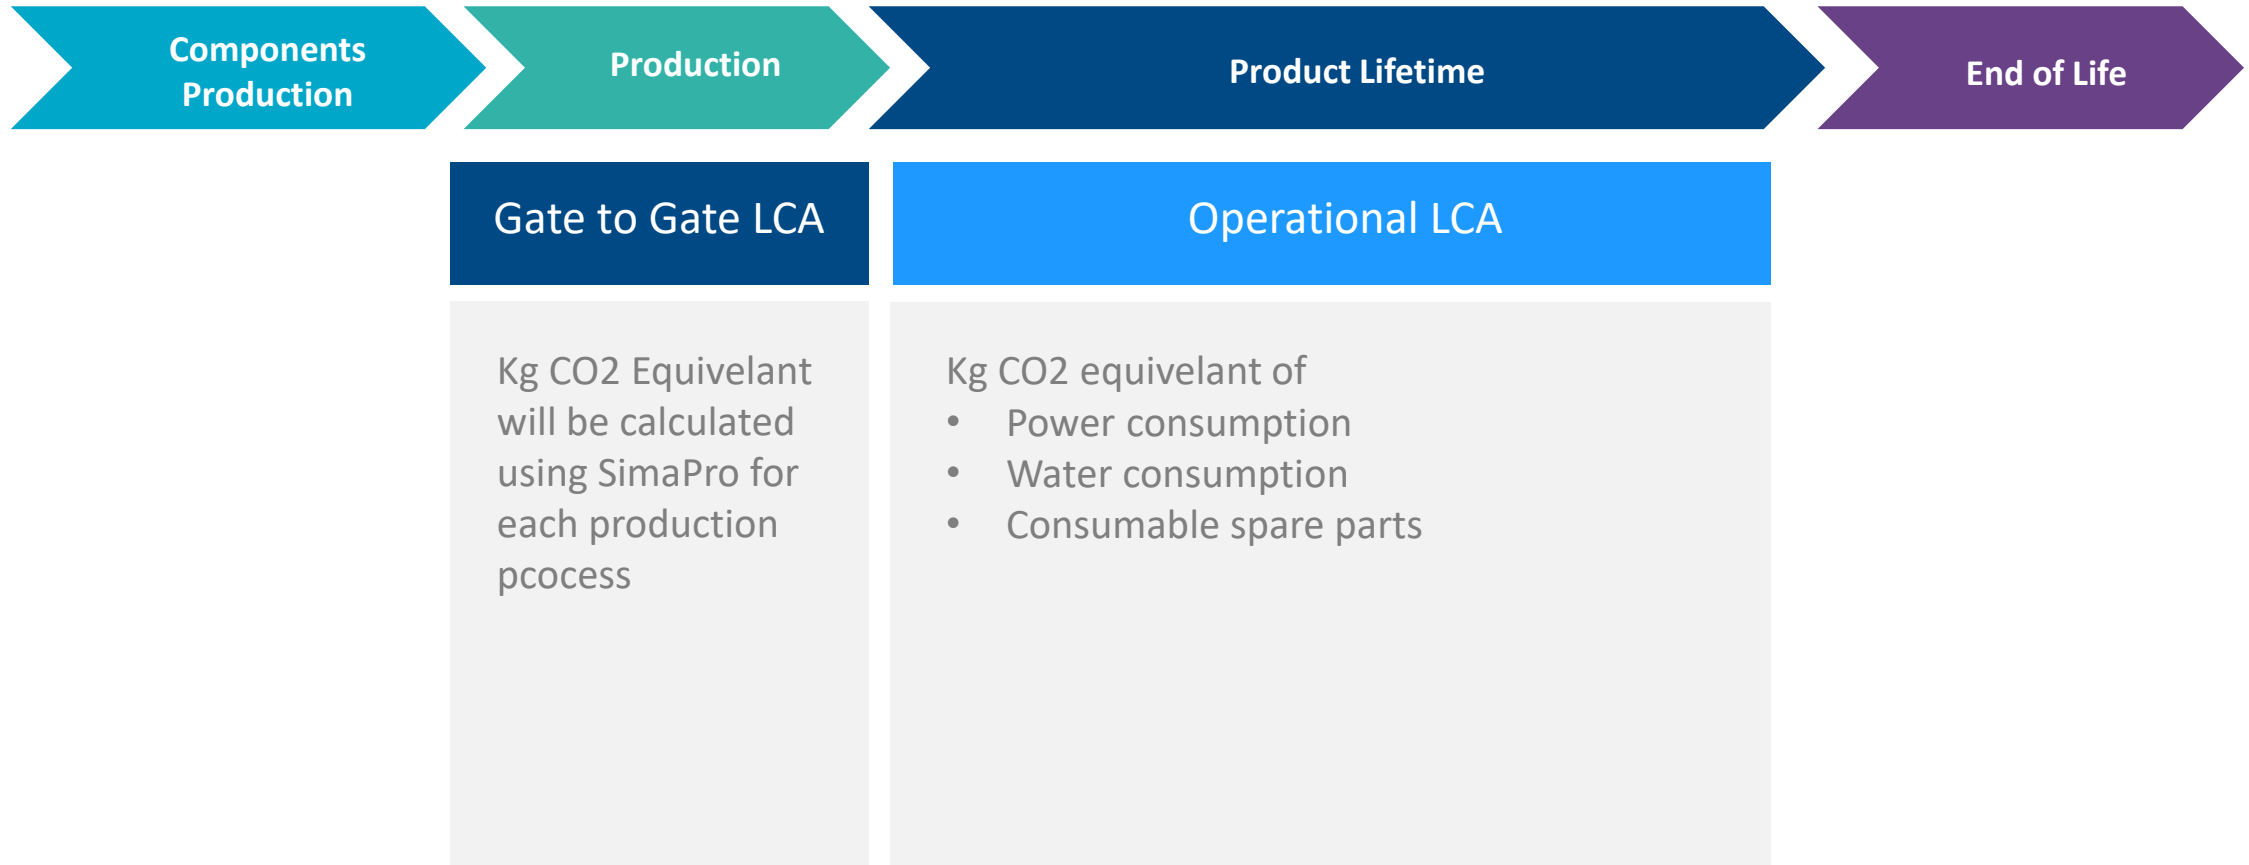 Components
Production
Production
Product Lifetime
End of Life
Gate to Gate LCA
Operational LCA
Kg CO2 Equivelant
will be calculated
using SimaPro for
each production
pcocess
Kg CO2 equivelant of
• Power consumption
• Water consumption
• Consumable spare parts